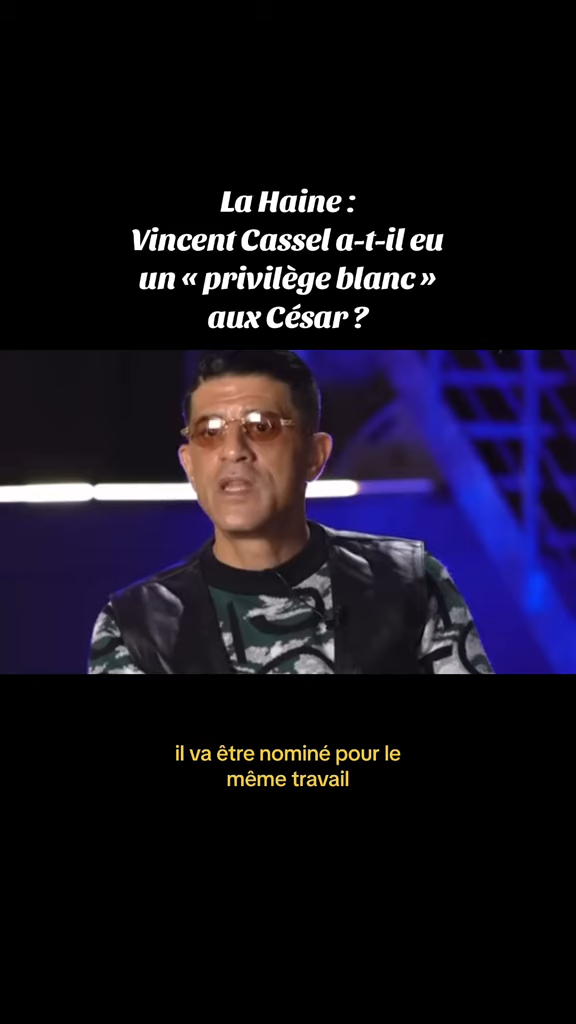 La Haine :
Vincent Cassel a-t-il eu
un « privilège blanc »
aux César ?
il va être nominé pour le
même travail